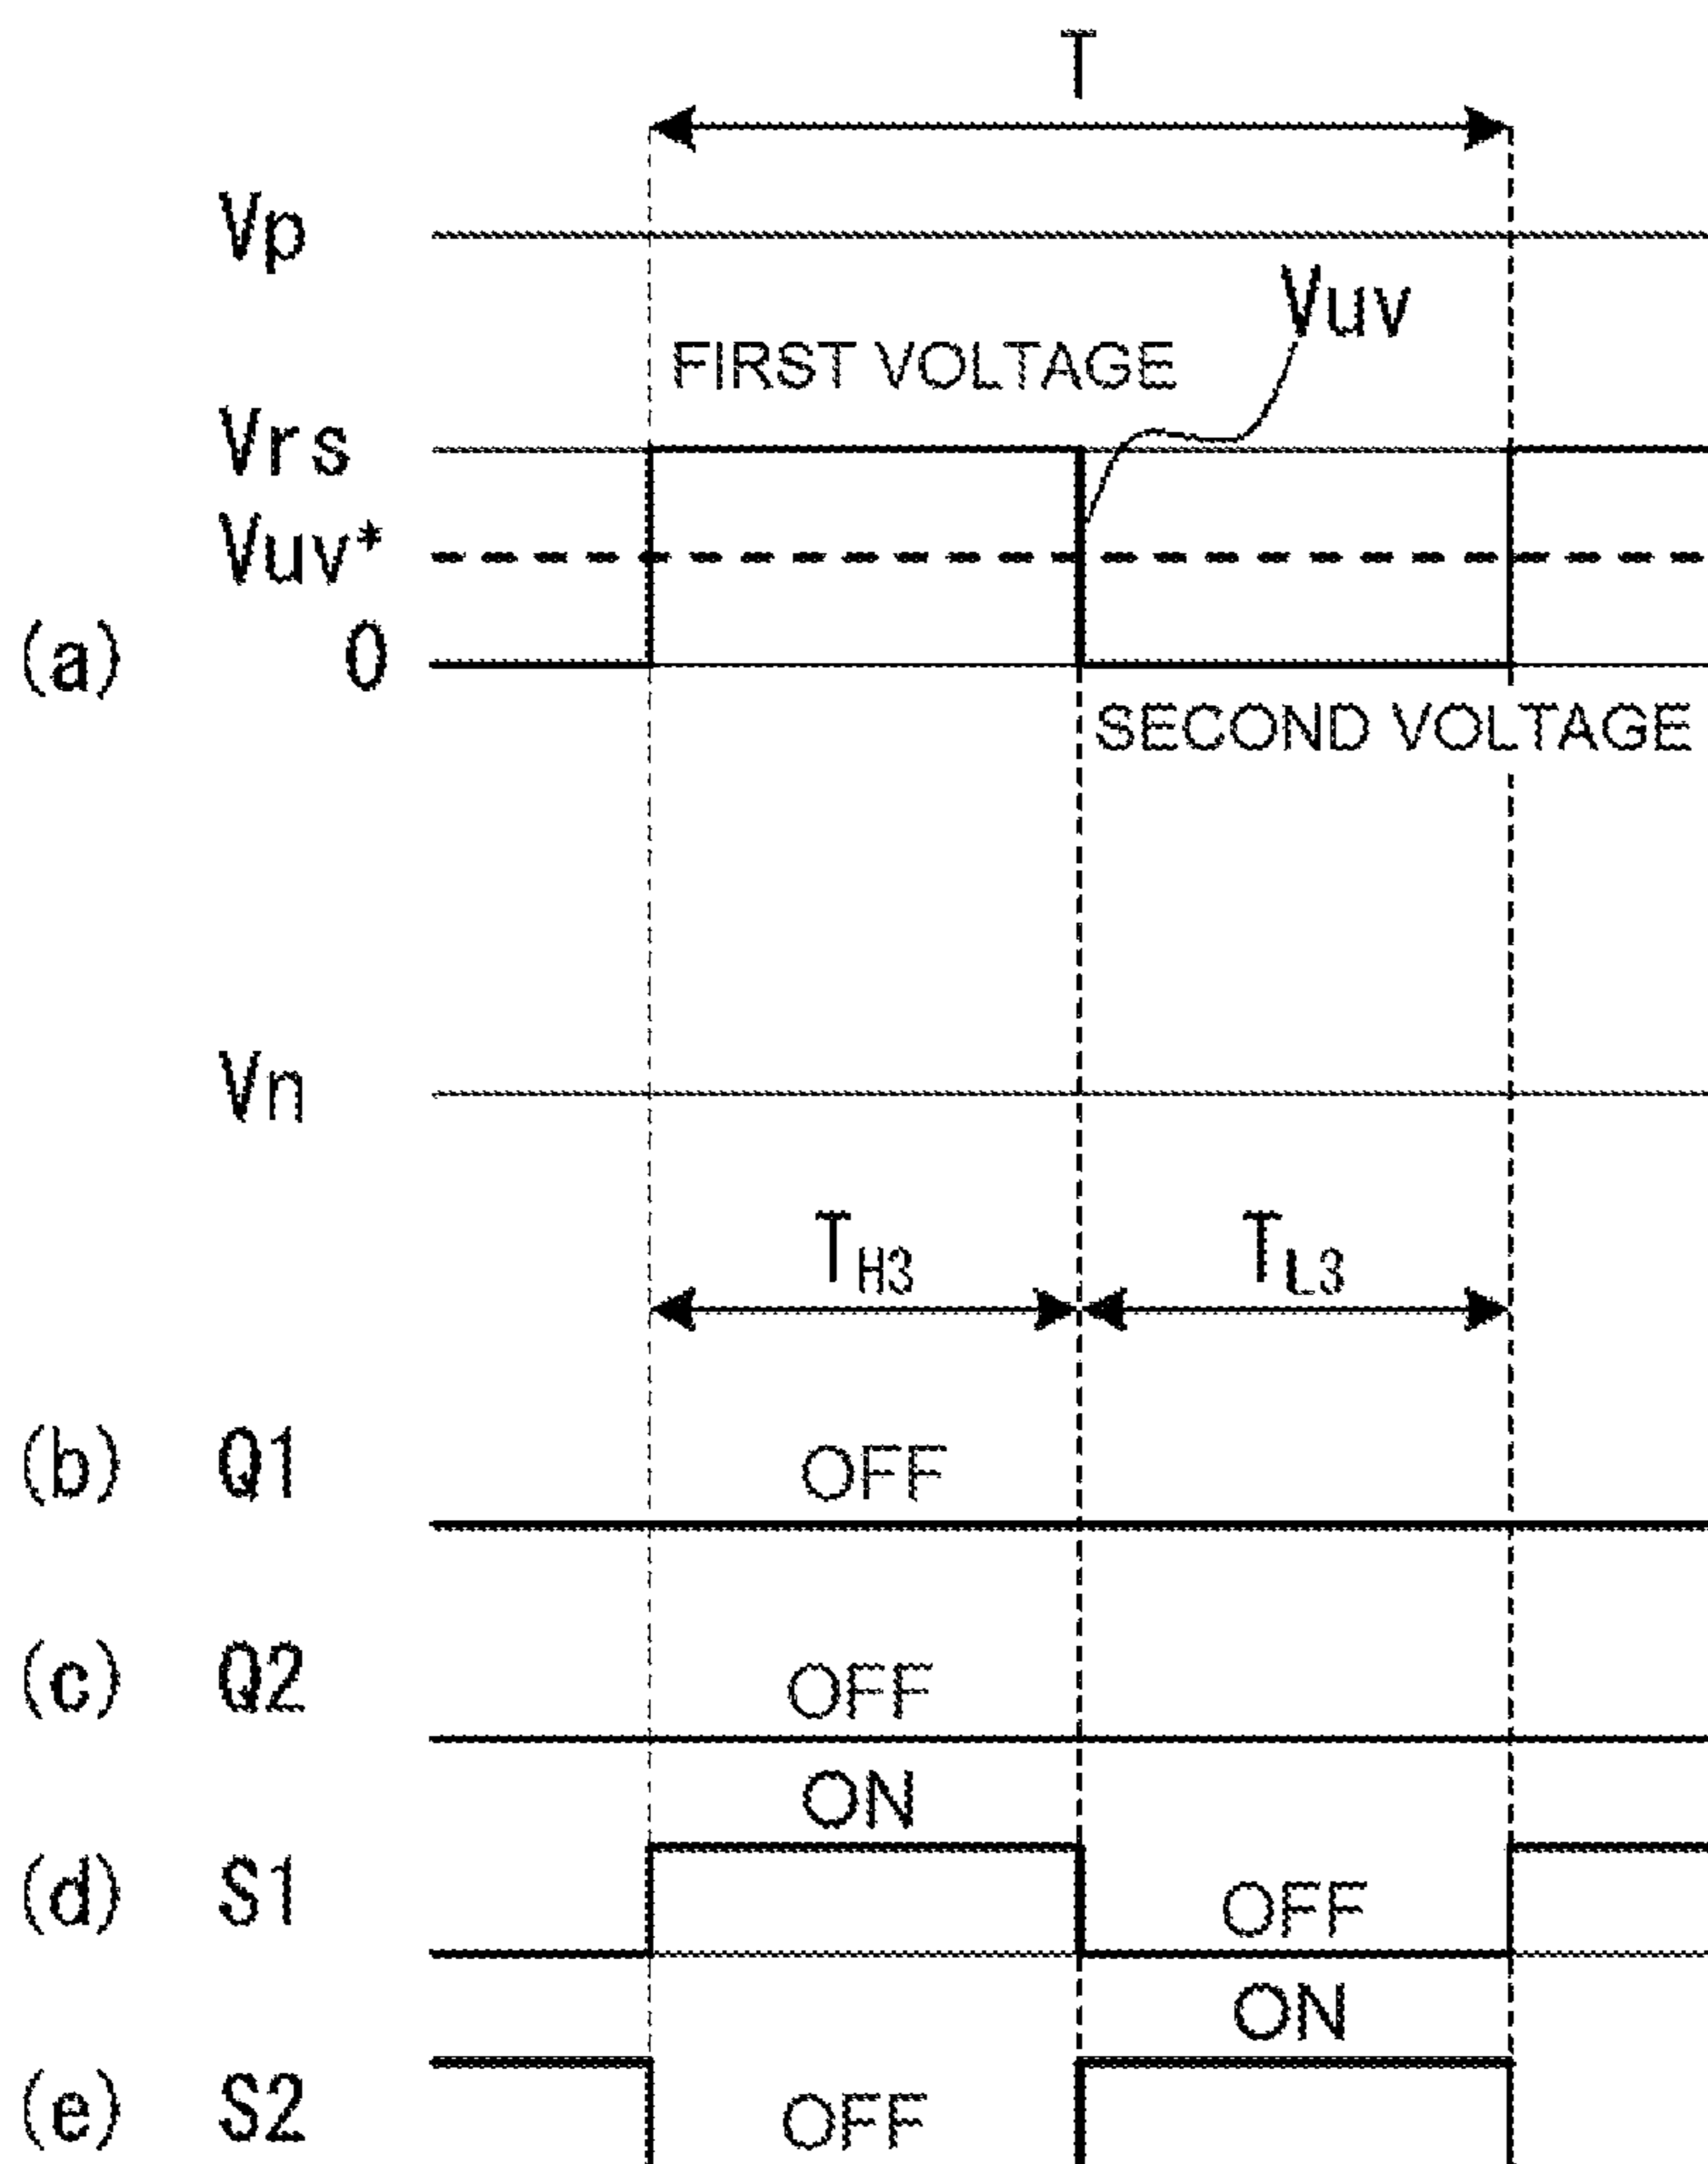 T
Vp
Vuv
FIRST VOLTAGE
Vrs
Vuv*
(a) 0
SECOND VOLTAGE
Vn
TH3 TL3
(b) Q1 OFF
(c) Q2 OFF
ON
(d) S1 OFF
ON
(e) S2 OFF